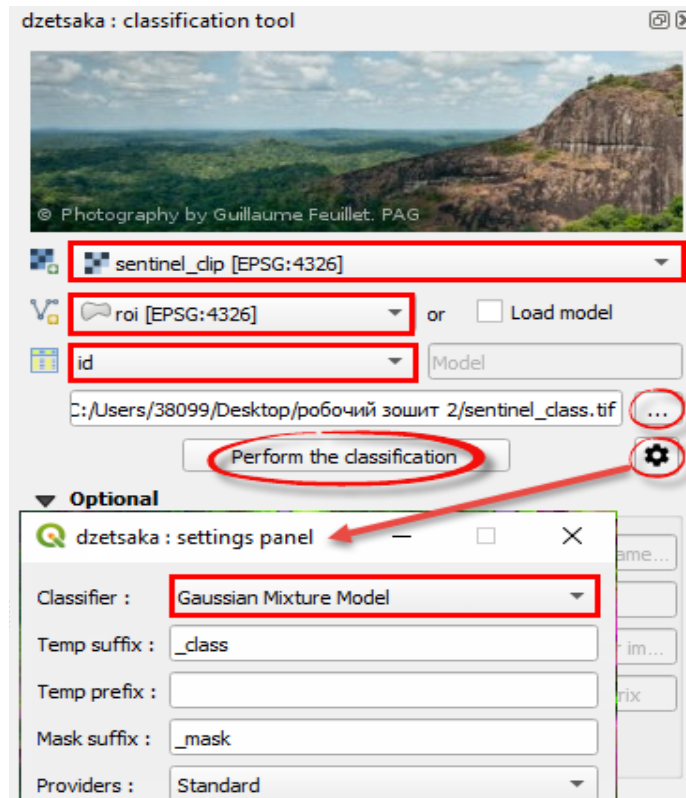 dzetsaka : classification tool
© Photography by Guillaume Feuillet. PAG
sentinel_clip [EPSG:4326]
roi [EPSG:4326] or Load model
id Model
C:/Users/38099/Desktop/робочий зошит 2/sentinel_class.tif ...
Perform the classification
Optional
dzetsaka : settings panel
Classifier : Gaussian Mixture Model
Temp suffix : _class
Temp prefix :
Mask suffix : _mask
Providers : Standard